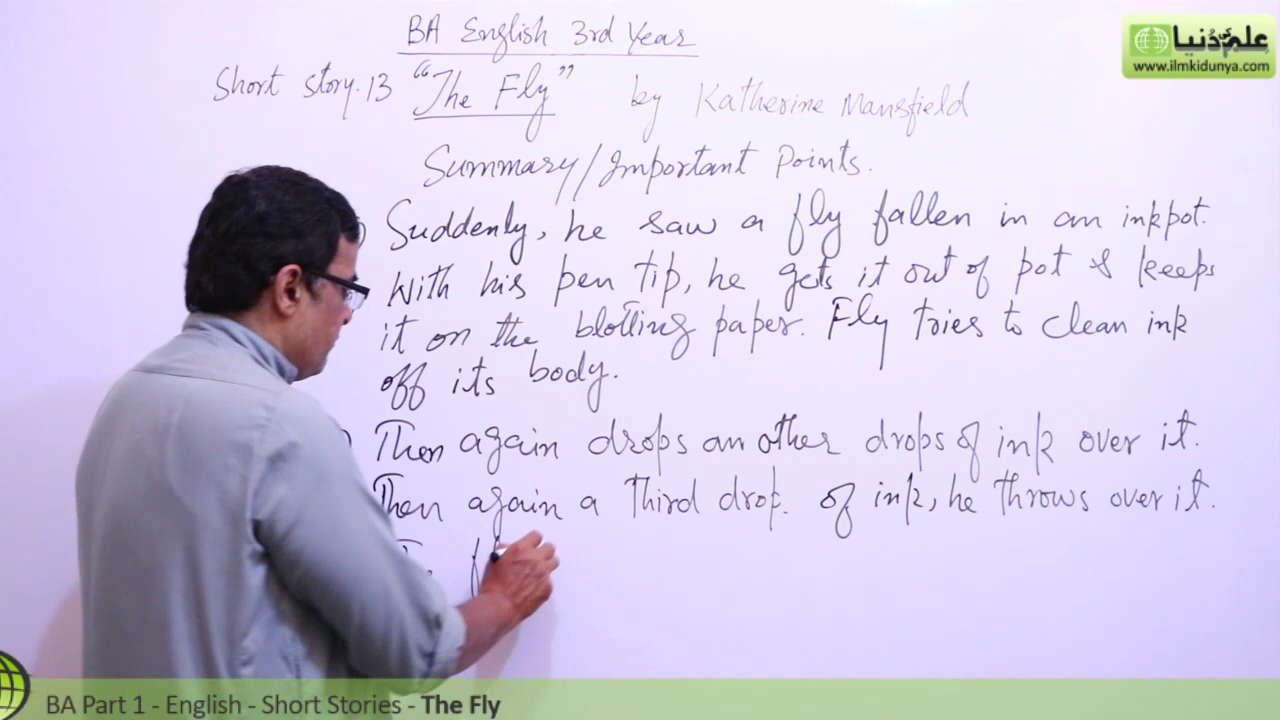 BA English 3rd Year
علم کی دُنیا
www.ilmkidunya.com
Short story.13 "The Fly" by Katherine Mansfield
Summary/Important Points.
Suddenly, he saw a fly fallen in an inkpot.
With his pen tip, he gets it out of pot & keeps
it on the blotting paper. Fly tries to clean ink
off its body.
Then again drops an other drops of ink over it.
Then again a third drop. of ink, he throws over it.
BA Part 1 - English - Short Stories - The Fly